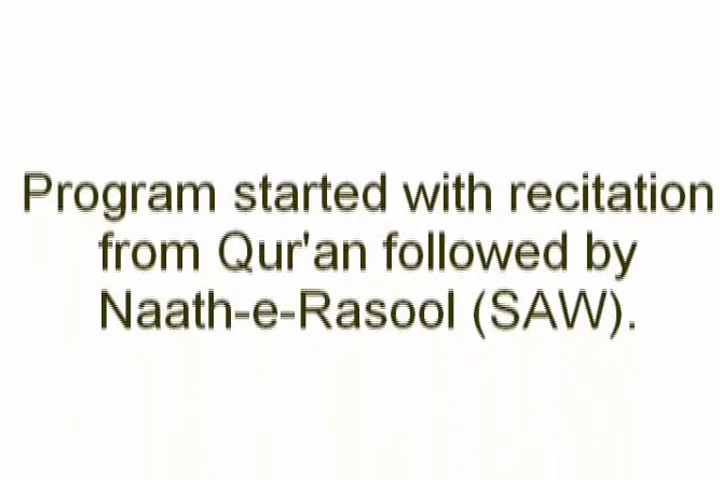 Program started with recitation
from Qur'an followed by
Naath-e-Rasool (SAW).